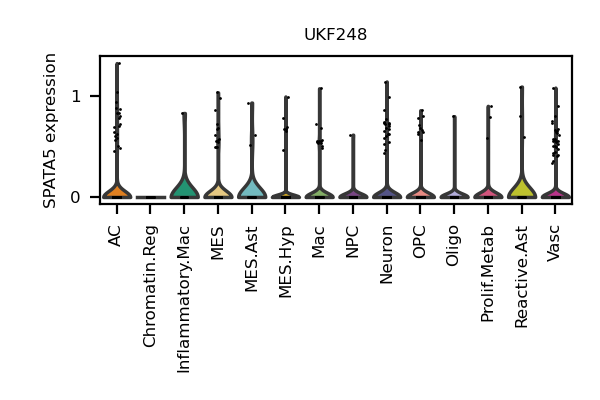 UKF248
SPATA5 expression
1
0
AC
Chromatin.Reg
Inflammatory.Mac
MES
MES.Ast
MES.Hyp
Mac
NPC
Neuron
OPC
Oligo
Prolif.Metab
Reactive.Ast
Vasc